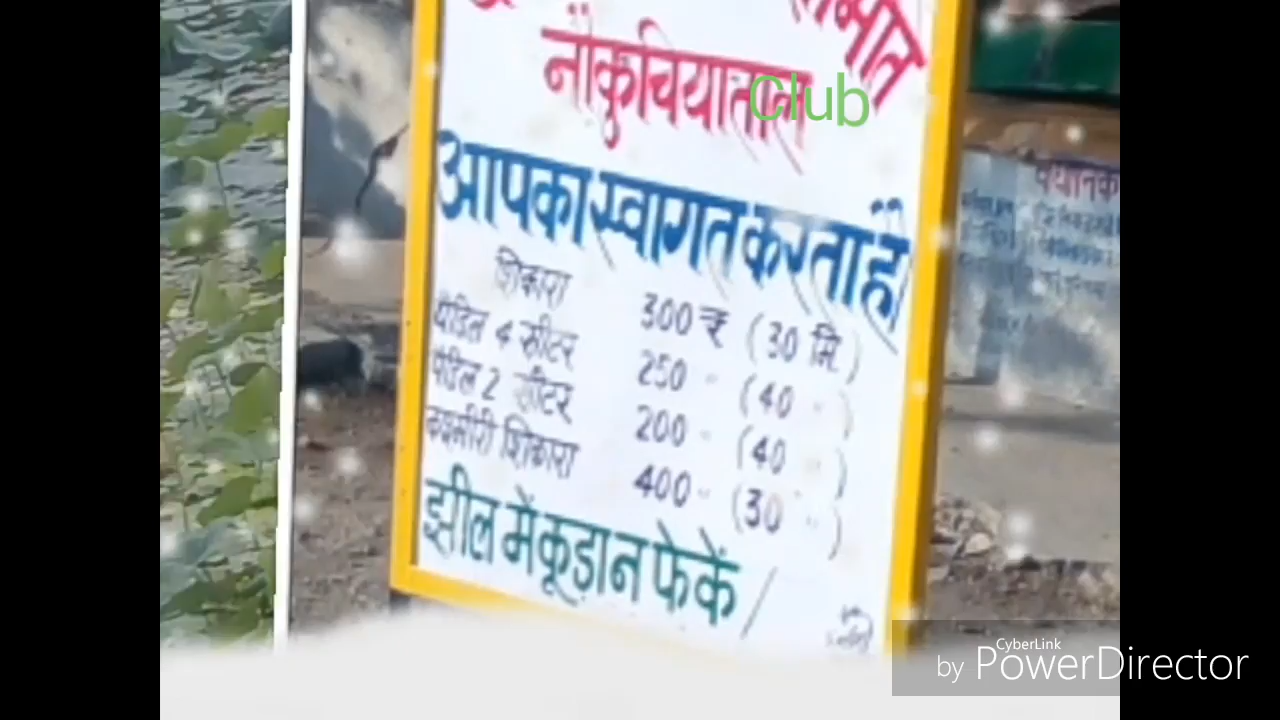 नौकुचियाताल
Club
आपका स्वागत करता है
शिकारा 300 ₹ (30 मि.)
पैडिल 4 सीटर 250 " (40 ")
पैडिल 2 सीटर 200 " (40 ")
कश्मीरी शिकारा 400 " (30 ")
झील में कूड़ा न फेकें /
CyberLink
by PowerDirector